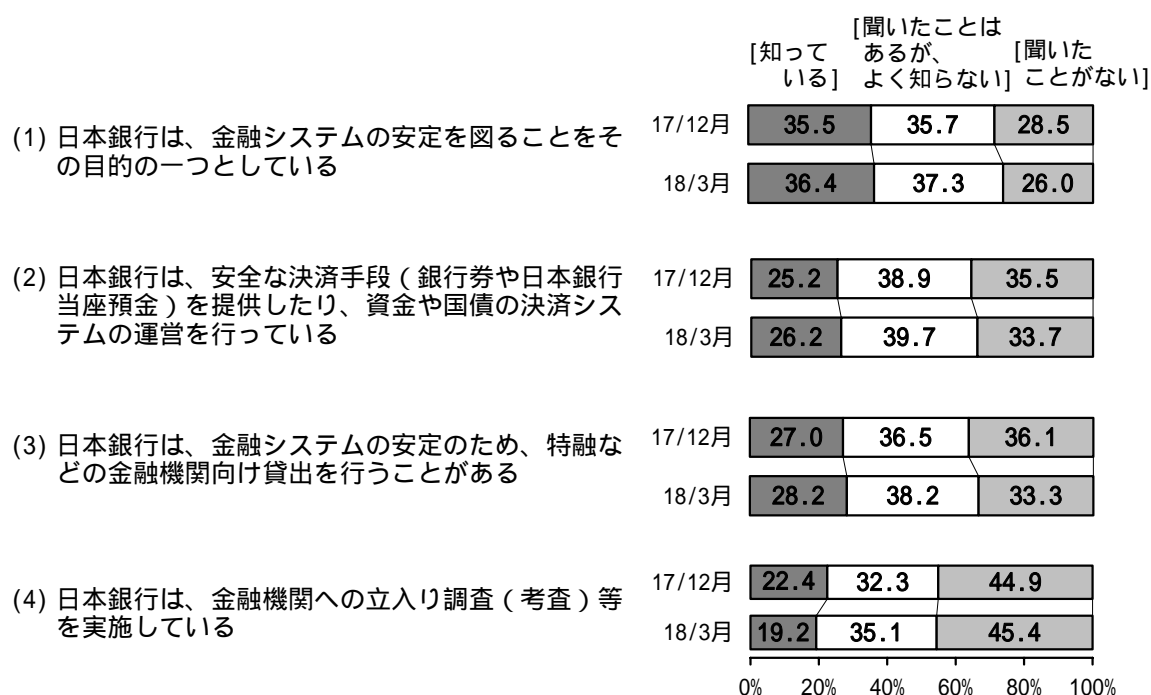 [知っている]
[聞いたことはあるが、よく知らない]
[聞いたことがない]
(1) 日本銀行は、金融システムの安定を図ることをそ
の目的の一つとしている
17/12月 35.5 35.7 28.5
18/3月 36.4 37.3 26.0
(2) 日本銀行は、安全な決済手段（銀行券や日本銀行
当座預金）を提供したり、資金や国債の決済シス
テムの運営を行っている
17/12月 25.2 38.9 35.5
18/3月 26.2 39.7 33.7
(3) 日本銀行は、金融システムの安定のため、特融な
どの金融機関向け貸出を行うことがある
17/12月 27.0 36.5 36.1
18/3月 28.2 38.2 33.3
(4) 日本銀行は、金融機関への立入り調査（考査）等
を実施している
17/12月 22.4 32.3 44.9
18/3月 19.2 35.1 45.4
0% 20% 40% 60% 80% 100%